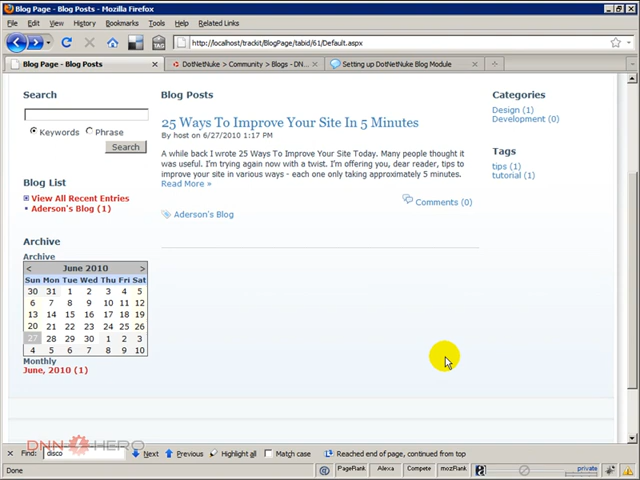 Blog Page - Blog Posts - Mozilla Firefox
File Edit View History Bookmarks Tools Help Related Links
http://localhost/trackit/BlogPage/tabid/61/Default.aspx
Blog Page - Blog Posts
DotNetNuke > Community > Blogs - DN...
Setting up DotNetNuke Blog Module
Search
Keywords Phrase
Search
Blog List
View All Recent Entries
Aderson's Blog (1)
Archive
Archive
< June 2010 >
Sun Mon Tue Wed Thu Fri Sat
30 31 1 2 3 4 5
6 7 8 9 10 11 12
13 14 15 16 17 18 19
20 21 22 23 24 25 26
27 28 29 30 1 2 3
4 5 6 7 8 9 10
Monthly
June, 2010 (1)
Blog Posts
25 Ways To Improve Your Site In 5 Minutes
By host on 6/27/2010 1:17 PM
A while back I wrote 25 Ways To Improve Your Site Today. Many people thought it
was useful. I'm trying again now with a twist. I'm offering you, dear reader, tips to
improve your site in various ways - each one only taking approximately 5 minutes.
Read More »
Comments (0)
Aderson's Blog
Categories
Design (1)
Development (0)
Tags
tips (1)
tutorial (1)
DNN HERO
Find: disco Next Previous Highlight all Match case Reached end of page, continued from top
Done PageRank Alexa Compete mozRank private